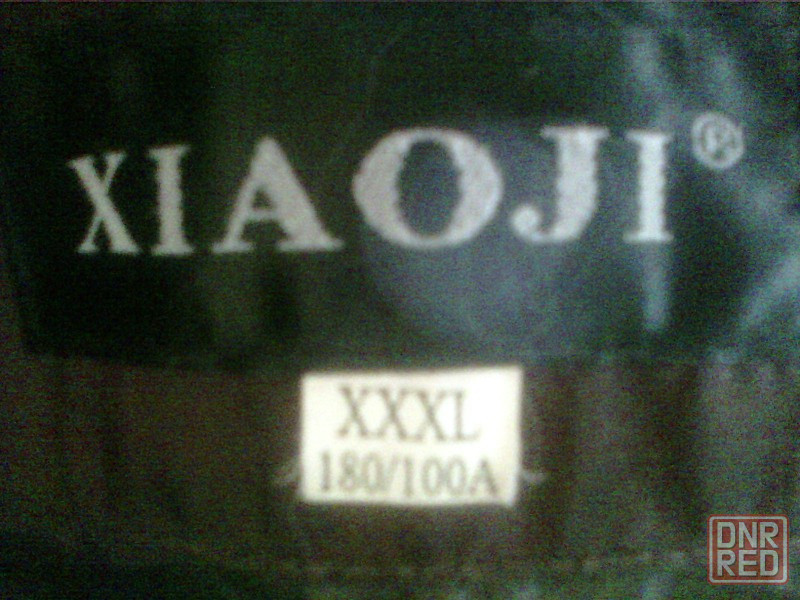 XIAOJI®
XXXL
180/100A
DNR
RED